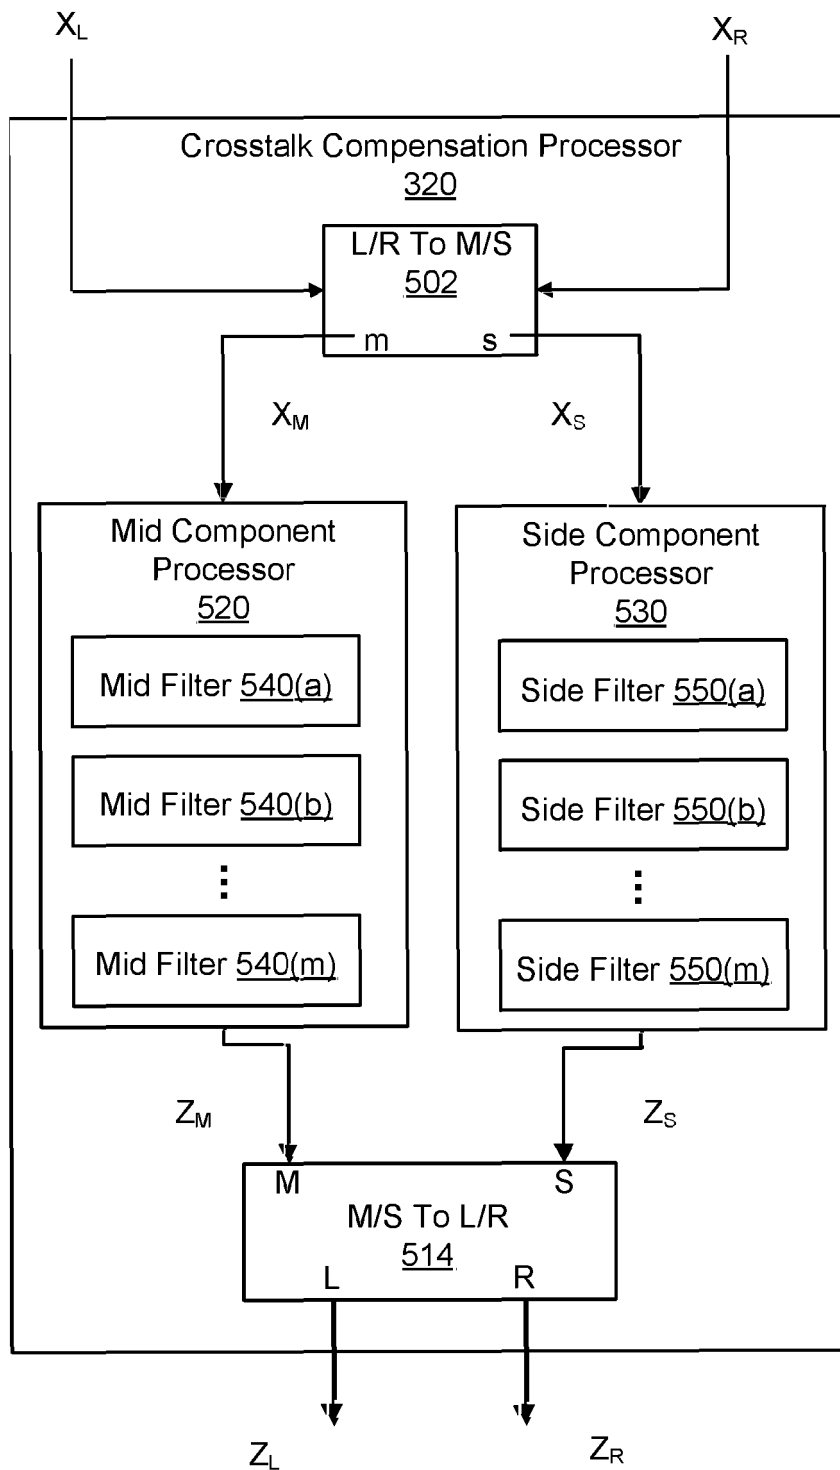 X_L
X_R
Crosstalk Compensation Processor
320
L/R To M/S
502
m
s
X_M
X_S
Mid Component
Processor
520
Mid Filter 540(a)
Mid Filter 540(b)
⋮
Mid Filter 540(m)
Side Component
Processor
530
Side Filter 550(a)
Side Filter 550(b)
⋮
Side Filter 550(m)
Z_M
Z_S
M
S
M/S To L/R
514
L
R
Z_L
Z_R